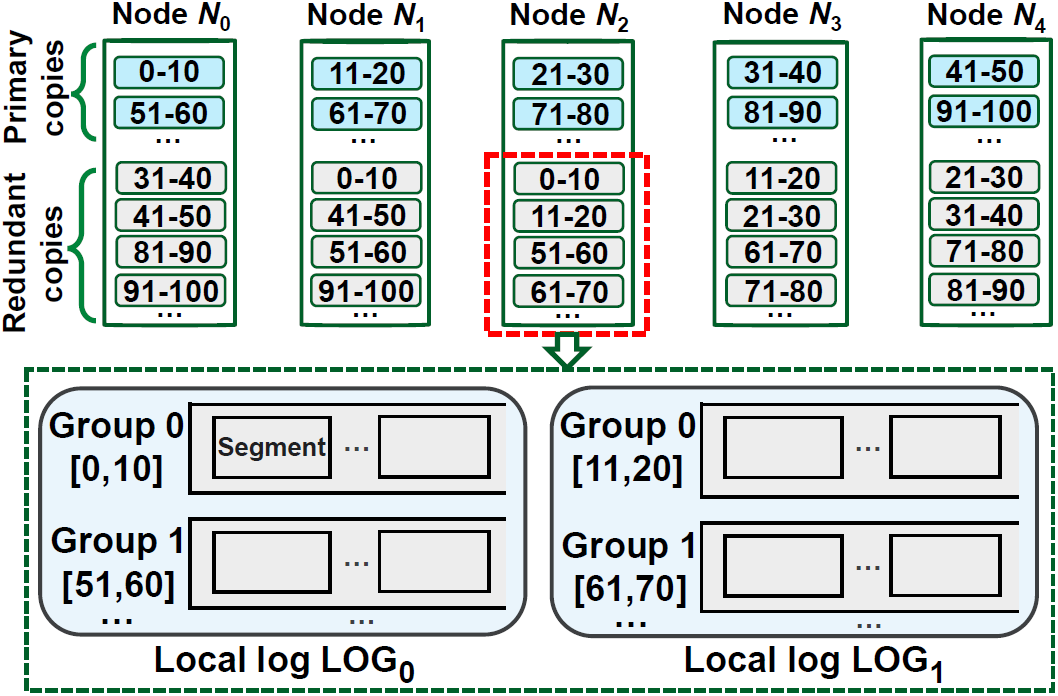 Node N0 Node N1 Node N2 Node N3 Node N4
Primary copies
0-10 11-20 21-30 31-40 41-50
51-60 61-70 71-80 81-90 91-100
... ... ... ... ...
Redundant copies
31-40 0-10 0-10 11-20 21-30
41-50 41-50 11-20 21-30 31-40
81-90 51-60 51-60 61-70 71-80
91-100 91-100 61-70 71-80 81-90
... ... ... ... ...
Group 0
[0,10]
Segment ...
Group 1
[51,60]
...
... ...
Local log LOG0
Group 0
[11,20]
...
Group 1
[61,70]
...
... ...
Local log LOG1